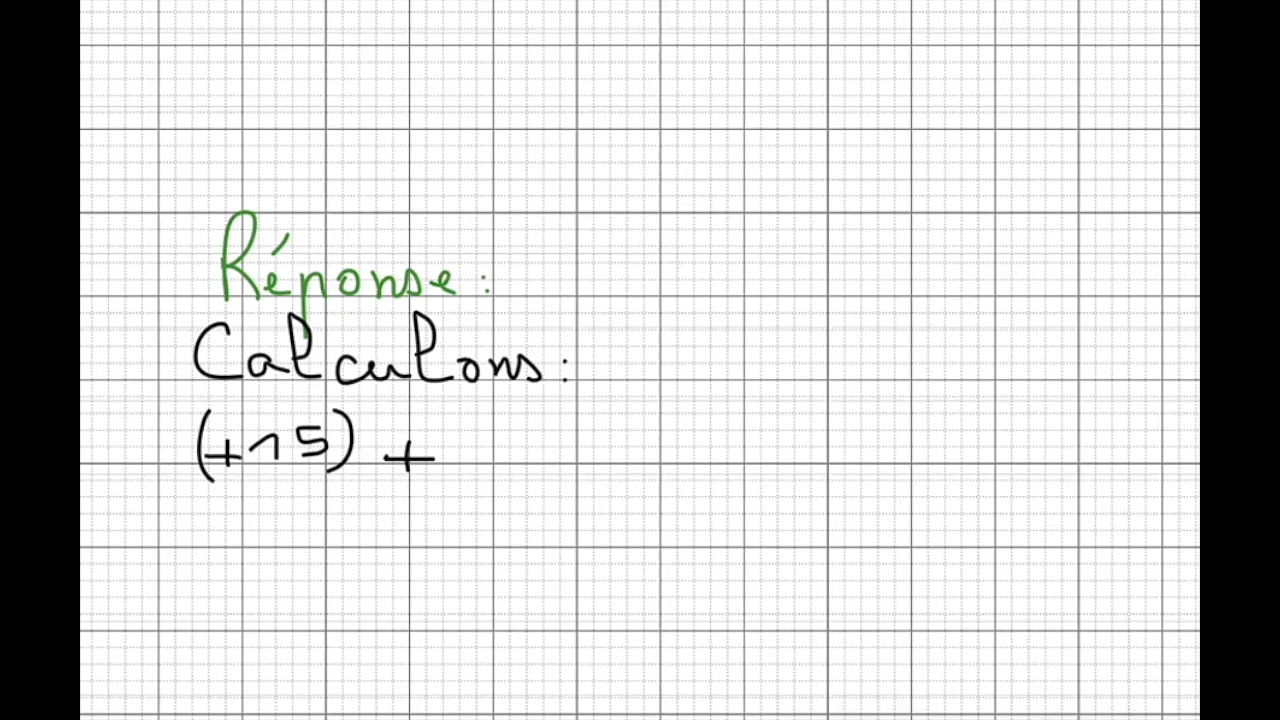 Réponse :
Calculons :
(+15) +